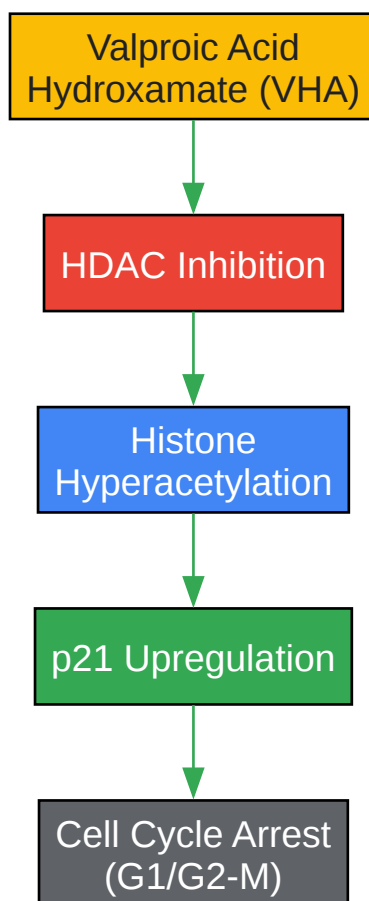 Valproic Acid
Hydroxamate (VHA)
HDAC Inhibition
Histone
Hyperacetylation
p21 Upregulation
Cell Cycle Arrest
(G1/G2-M)